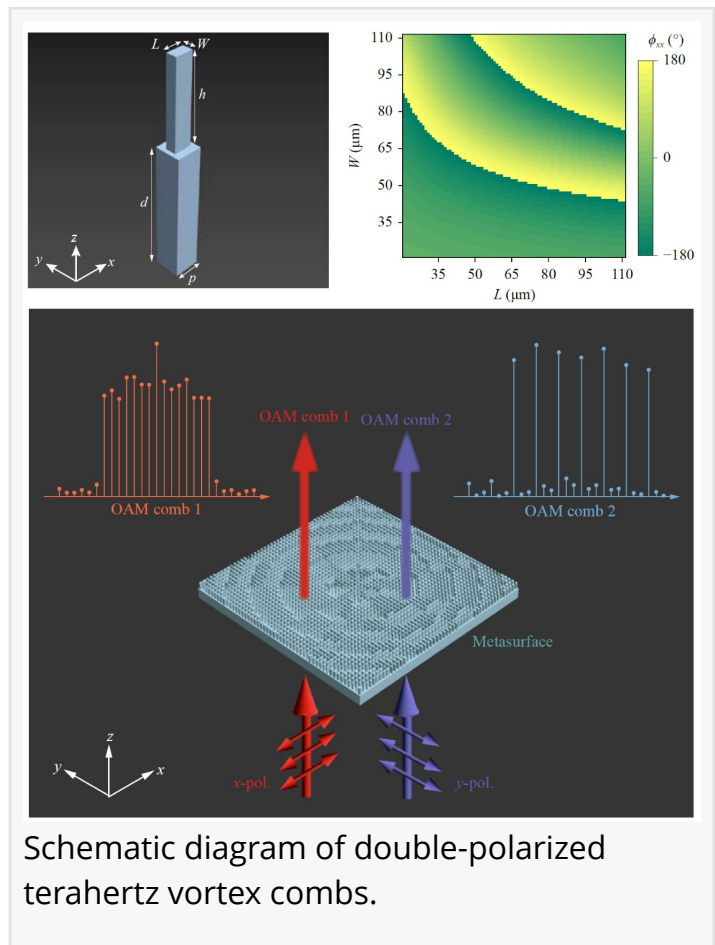 L W
h
d
z
y x
p
ϕxx (°)
110
95
80
65
50
35
W (μm)
35 50 65 80 95 110
L (μm)
180
0
−180
OAM comb 1
OAM comb 2
OAM comb 1
OAM comb 2
Metasurface
x-pol.
y-pol.
z
y x
Schematic diagram of double-polarized
terahertz vortex combs.